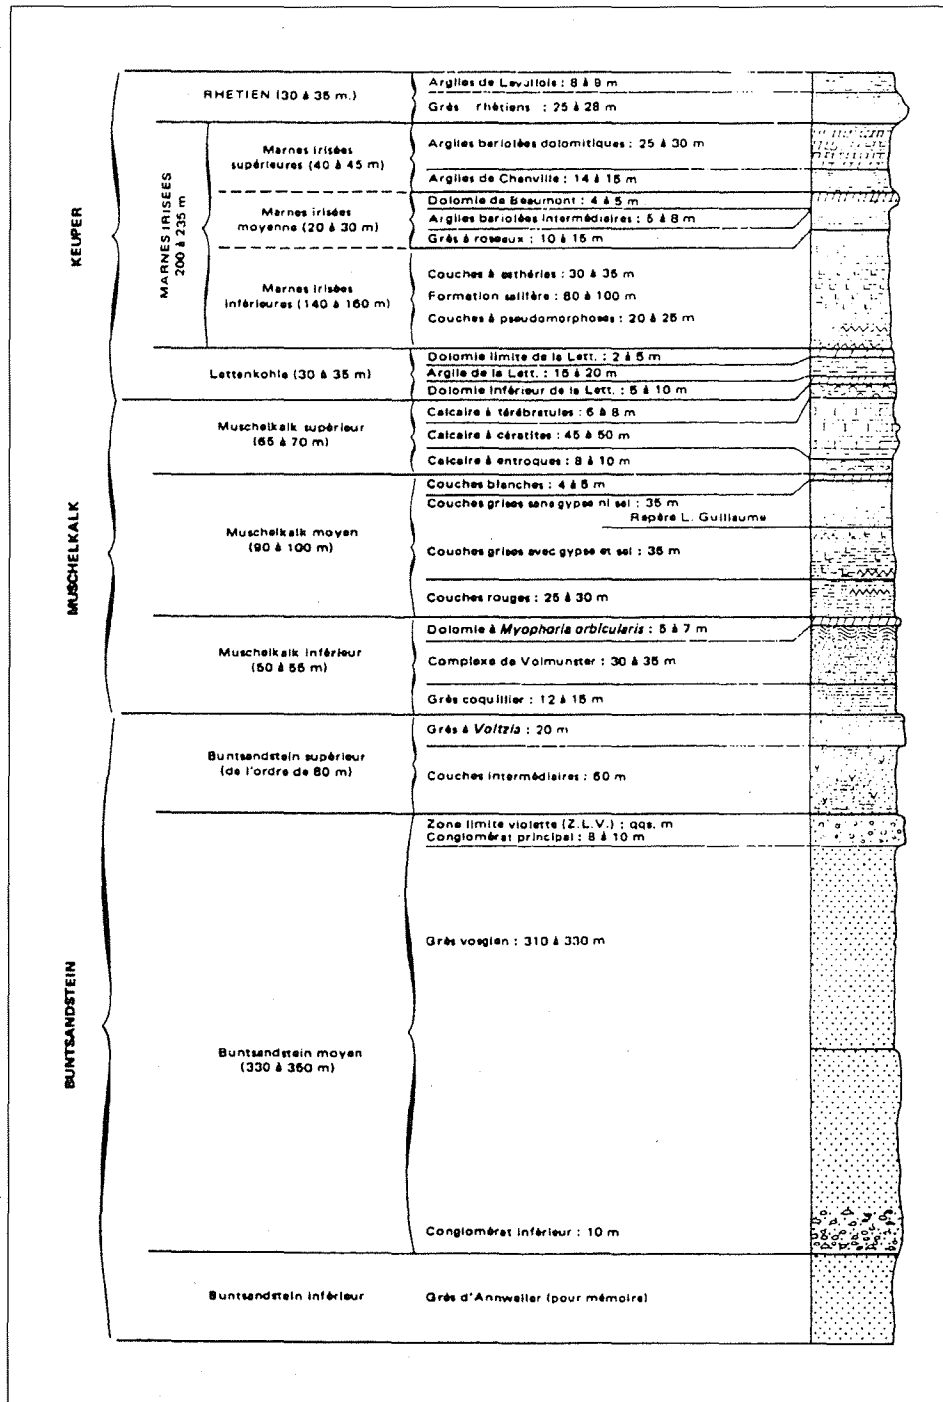 KEUPER
RHETIEN (30 à 35 m.)
Argiles de Levallois : 8 à 9 m
Grès rhétiens : 25 à 28 m
MARNES IRISEES
200 à 235 m
Marnes irisées
supérieures (40 à 45 m)
Argiles bariolées dolomitiques : 25 à 30 m
Argiles de Chanville : 14 à 15 m
Marnes irisées
moyenne (20 à 30 m)
Dolomie de Beaumont : 4 à 5 m
Argiles bariolées intermédiaires : 5 à 8 m
Grès à roseaux : 10 à 15 m
Marnes irisées
inférieures (140 à 160 m)
Couches à esthéries : 30 à 35 m
Formation salifère : 80 à 100 m
Couches à pseudomorphoses : 20 à 25 m
Lettenkohle (30 à 35 m)
Dolomie limite de la Lett. : 2 à 5 m
Argile de la Lett. : 15 à 20 m
Dolomie inférieur de la Lett. : 5 à 10 m
MUSCHELKALK
Muschelkalk supérieur
(65 à 70 m)
Calcaire à térébratules : 6 à 8 m
Calcaire à cératites : 45 à 50 m
Calcaire à entroques : 8 à 10 m
Muschelkalk moyen
(90 à 100 m)
Couches blanches : 4 à 5 m
Couches grises sans gypse ni sel : 35 m
Repère L. Guillaume
Couches grises avec gypse et sel : 35 m
Couches rouges : 25 à 30 m
Muschelkalk inférieur
(50 à 55 m)
Dolomie à Myophoria orbicularis : 5 à 7 m
Complexe de Volmunster : 30 à 35 m
Grès coquillier : 12 à 15 m
BUNTSANDSTEIN
Buntsandstein supérieur
(de l'ordre de 80 m)
Grès à Voltzia : 20 m
Couches intermédiaires : 60 m
Buntsandstein moyen
(330 à 350 m)
Zone limite violette (Z.L.V.) : qqs. m
Conglomérat principal : 8 à 10 m
Grès vosgien : 310 à 330 m
Conglomérat inférieur : 10 m
Buntsandstein inférieur
Grès d'Annweiler (pour mémoire)